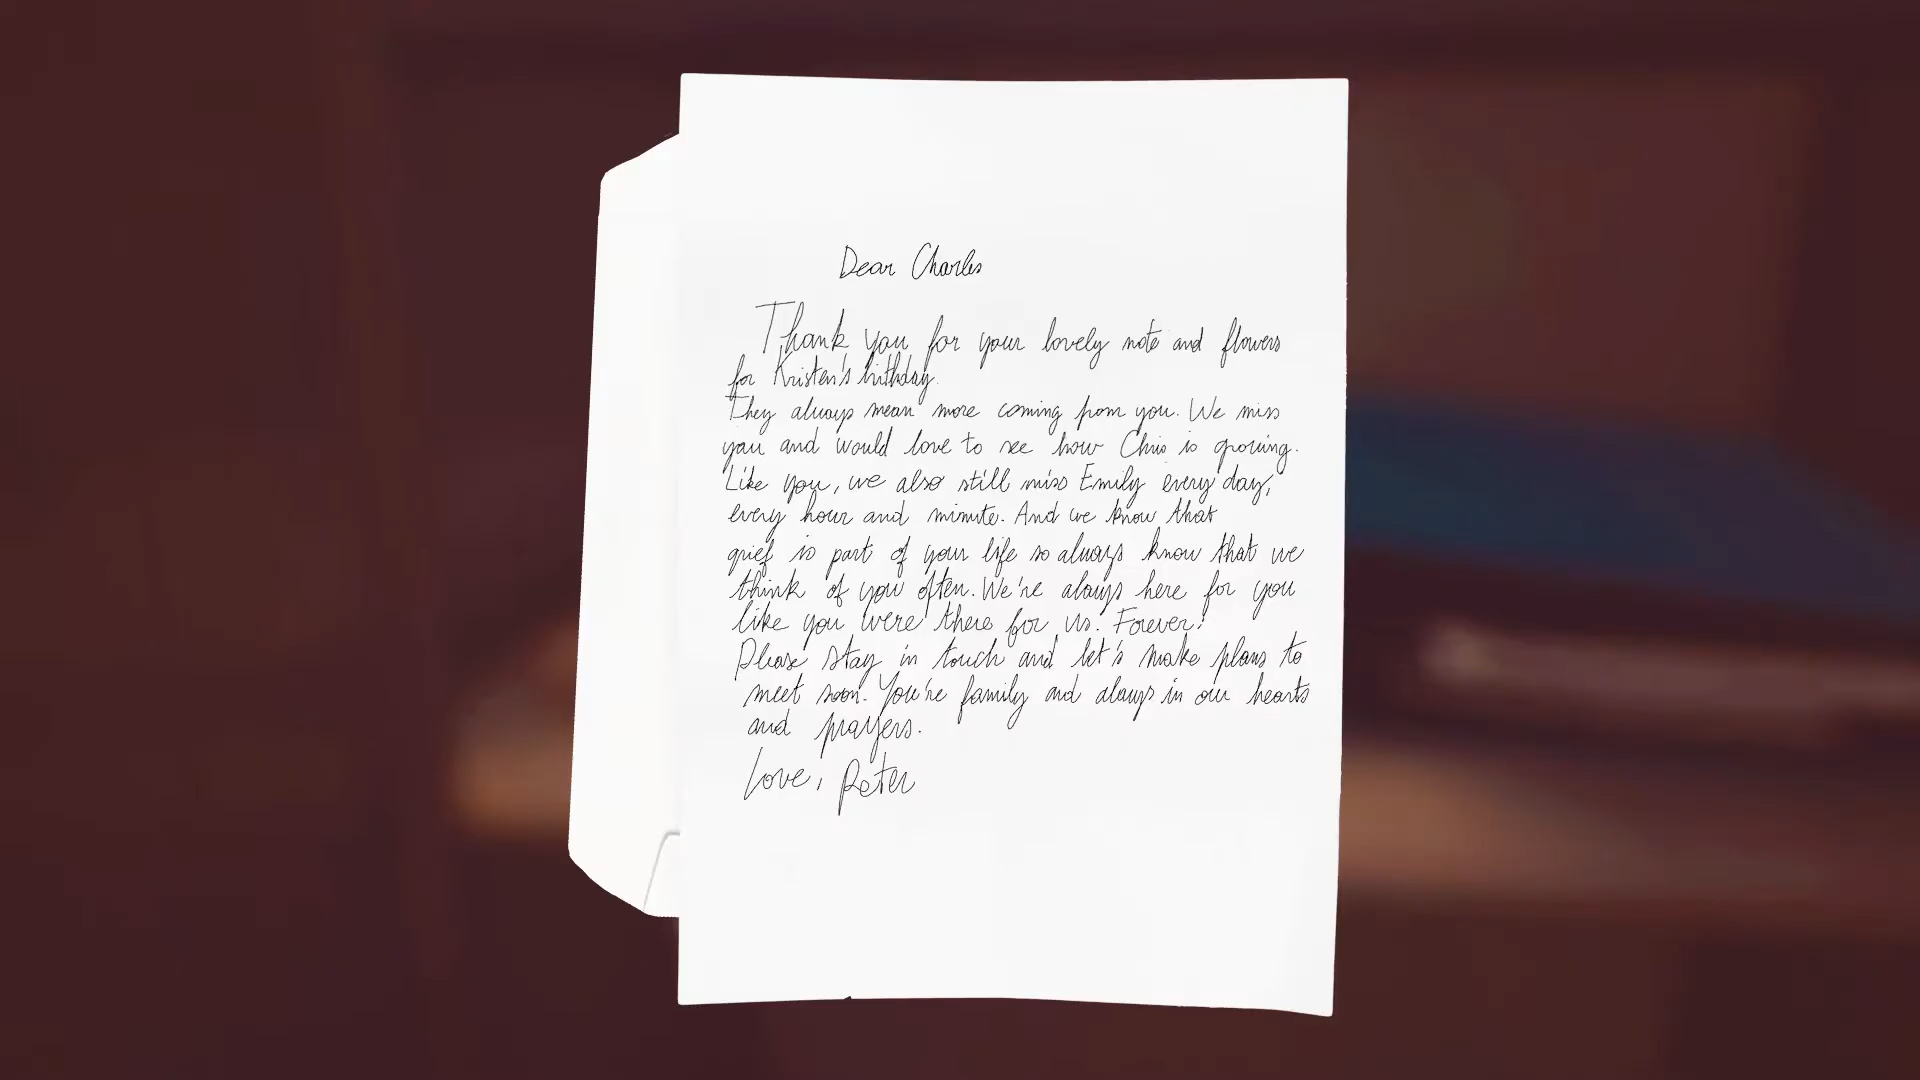 Dear Charles
Thank you for your lovely note and flowers
for Kristen's birthday.
They always mean more coming from you. We miss
you and would love to see how Chris is growing.
Like you, we also still miss Emily every day,
every hour and minute. And we know that
grief is part of your life so always know that we
think of you often. We're always here for you
like you were there for us. Forever!
Please stay in touch and let's make plans to
meet soon. You're family and always in our hearts
and prayers.
Love, Peter